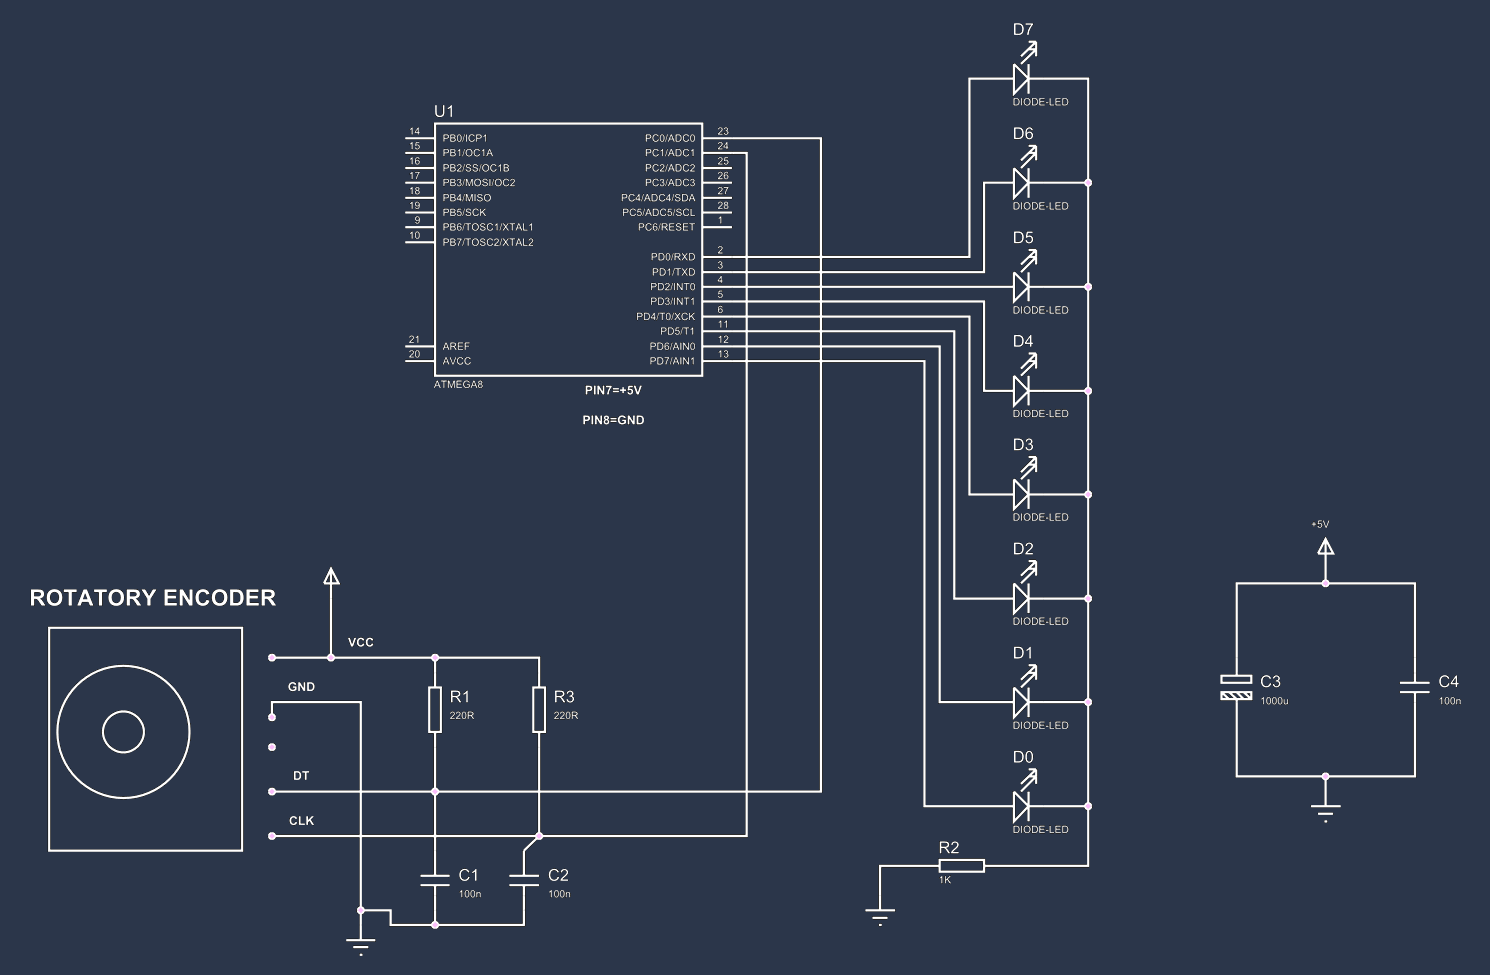 D7
DIODE-LED
U1
14 PB0/ICP1 PC0/ADC0 23
15 PB1/OC1A PC1/ADC1 24
16 PB2/SS/OC1B PC2/ADC2 25
17 PB3/MOSI/OC2 PC3/ADC3 26
18 PB4/MISO PC4/ADC4/SDA 27
19 PB5/SCK PC5/ADC5/SCL 28
9 PB6/TOSC1/XTAL1 PC6/RESET 1
10 PB7/TOSC2/XTAL2
PD0/RXD 2
PD1/TXD 3
PD2/INT0 4
PD3/INT1 5
PD4/T0/XCK 6
PD5/T1 11
21 AREF PD6/AIN0 12
20 AVCC PD7/AIN1 13
ATMEGA8
PIN7=+5V
PIN8=GND
D6
DIODE-LED
D5
DIODE-LED
D4
DIODE-LED
D3
DIODE-LED
D2
DIODE-LED
D1
DIODE-LED
D0
DIODE-LED
R2
1K
ROTATORY ENCODER
VCC
GND
DT
CLK
R1
220R
R3
220R
C1
100n
C2
100n
+5V
C3
1000u
C4
100n